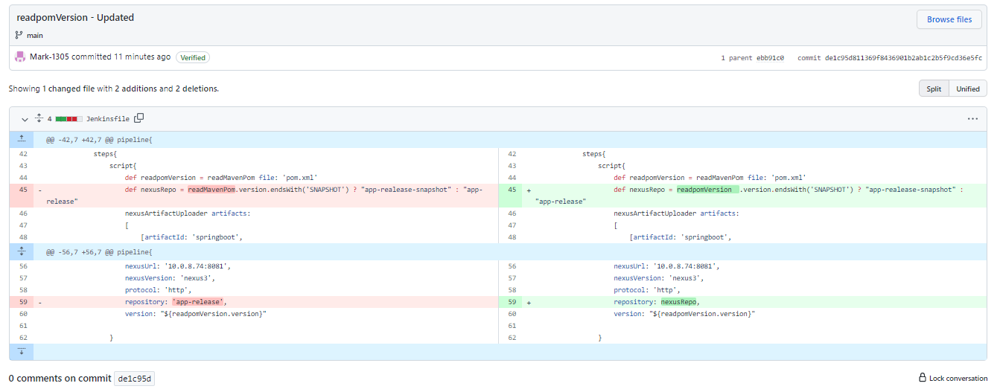 readpomVersion - Updated
Browse files
main
Mark-1305 committed 11 minutes ago Verified
1 parent ebb91c0 commit de1c95d811369f8436901b2ab1c2b5f9cd36e5fc
Showing 1 changed file with 2 additions and 2 deletions.
Split Unified
4 Jenkinsfile
@@ -42,7 +42,7 @@ pipeline{
42 steps{
43 script{
44 def readpomVersion = readMavenPom file: 'pom.xml'
45 - def nexusRepo = readMavenPom.version.endsWith('SNAPSHOT') ? "app-realease-snapshot" : "app-
release"
46 nexusArtifactUploader artifacts:
47 [
48 [artifactId: 'springboot',
42 steps{
43 script{
44 def readpomVersion = readMavenPom file: 'pom.xml'
45 + def nexusRepo = readpomVersion .version.endsWith('SNAPSHOT') ? "app-realease-snapshot" :
"app-release"
46 nexusArtifactUploader artifacts:
47 [
48 [artifactId: 'springboot',
@@ -56,7 +56,7 @@ pipeline{
56 nexusUrl: '10.0.8.74:8081',
57 nexusVersion: 'nexus3',
58 protocol: 'http',
59 - repository: 'app-release',
60 version: "${readpomVersion.version}"
61
62 }
56 nexusUrl: '10.0.8.74:8081',
57 nexusVersion: 'nexus3',
58 protocol: 'http',
59 + repository: nexusRepo,
60 version: "${readpomVersion.version}"
61
62 }
0 comments on commit de1c95d
Lock conversation